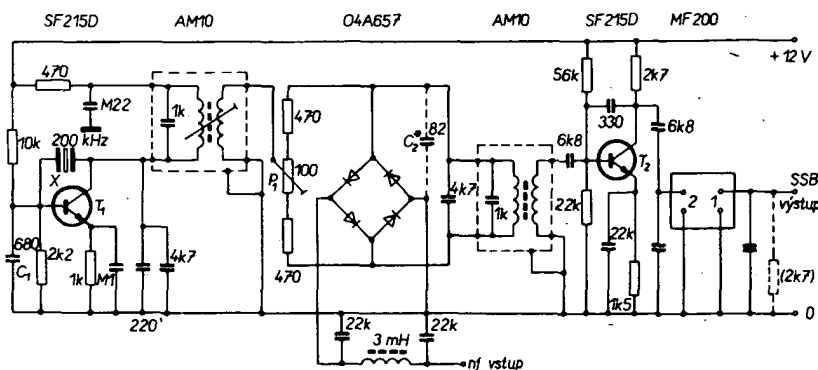 SF215D AM10 04A657 AM10 SF215D MF200
+12V
470
M22
1k
470
82
C2*
56k
2k7
330
6k8
10k
200 kHz
X
T1
P1
100
4k7
1k
6k8
T2
22k
2 1
SSB
výstup
680
C1
2k2
1k
M1
4k7
470
22k
1k5
(2k7)
220
22k
22k
0
3 mH
nf vstup